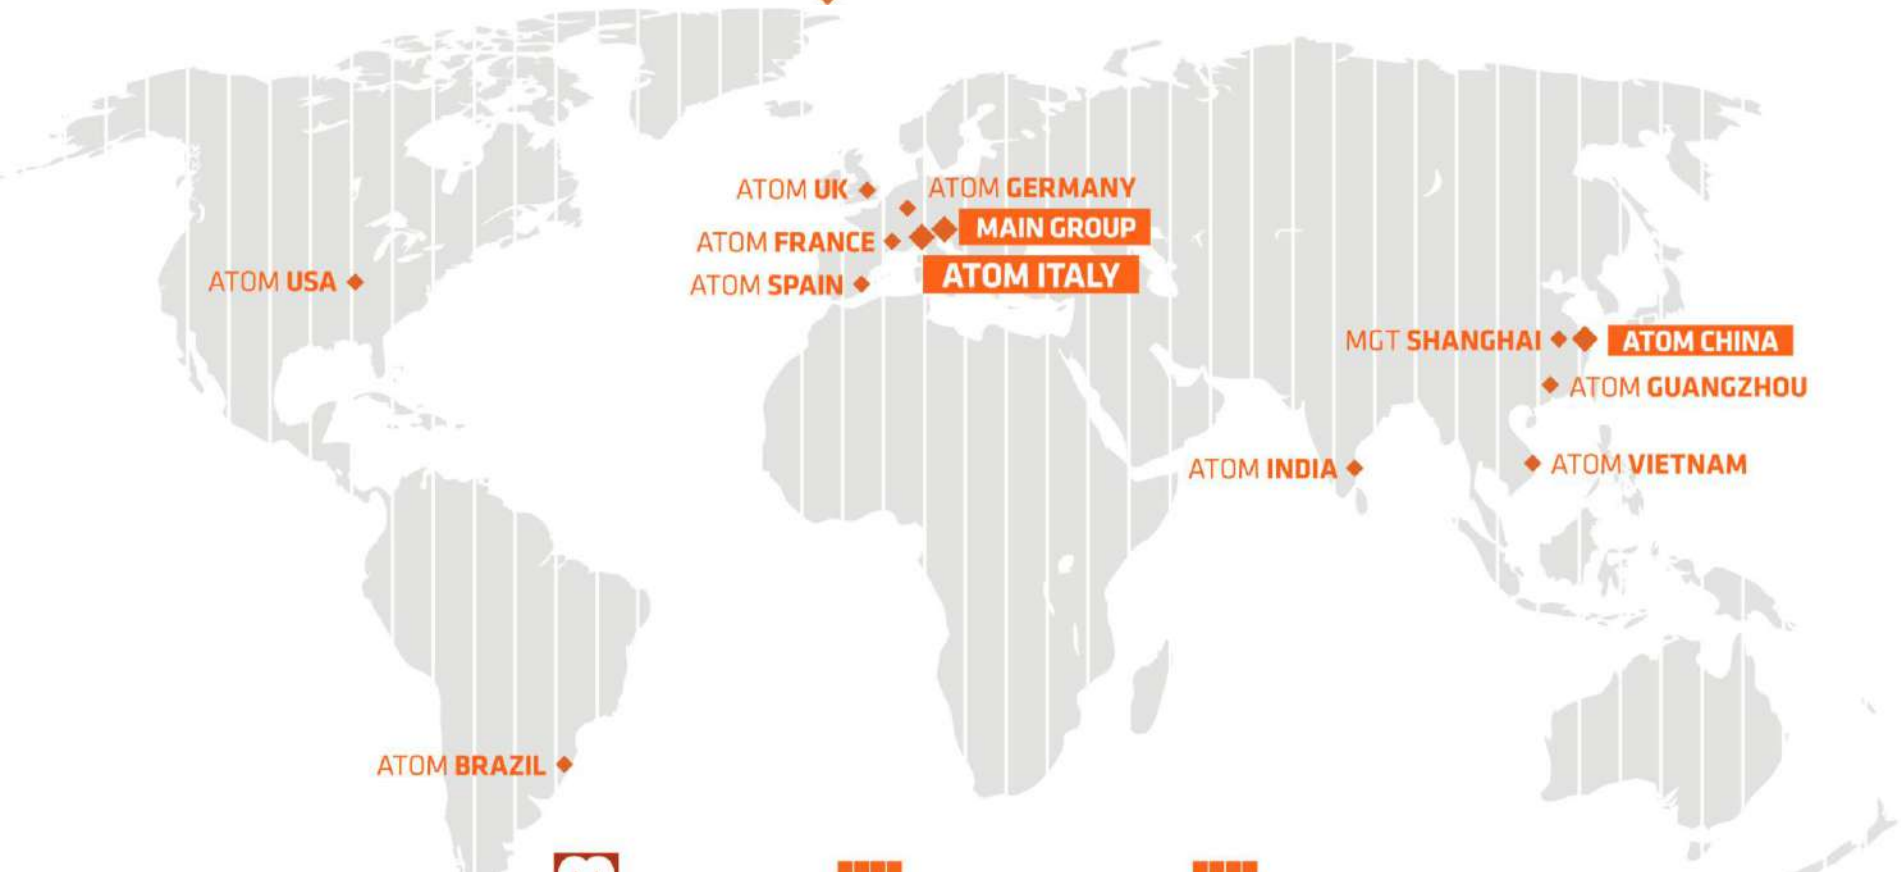 ATOM UK
ATOM GERMANY
MAIN GROUP
ATOM FRANCE
ATOM ITALY
ATOM SPAIN
ATOM USA
MGT SHANGHAI
ATOM CHINA
ATOM GUANGZHOU
ATOM INDIA
ATOM VIETNAM
ATOM BRAZIL